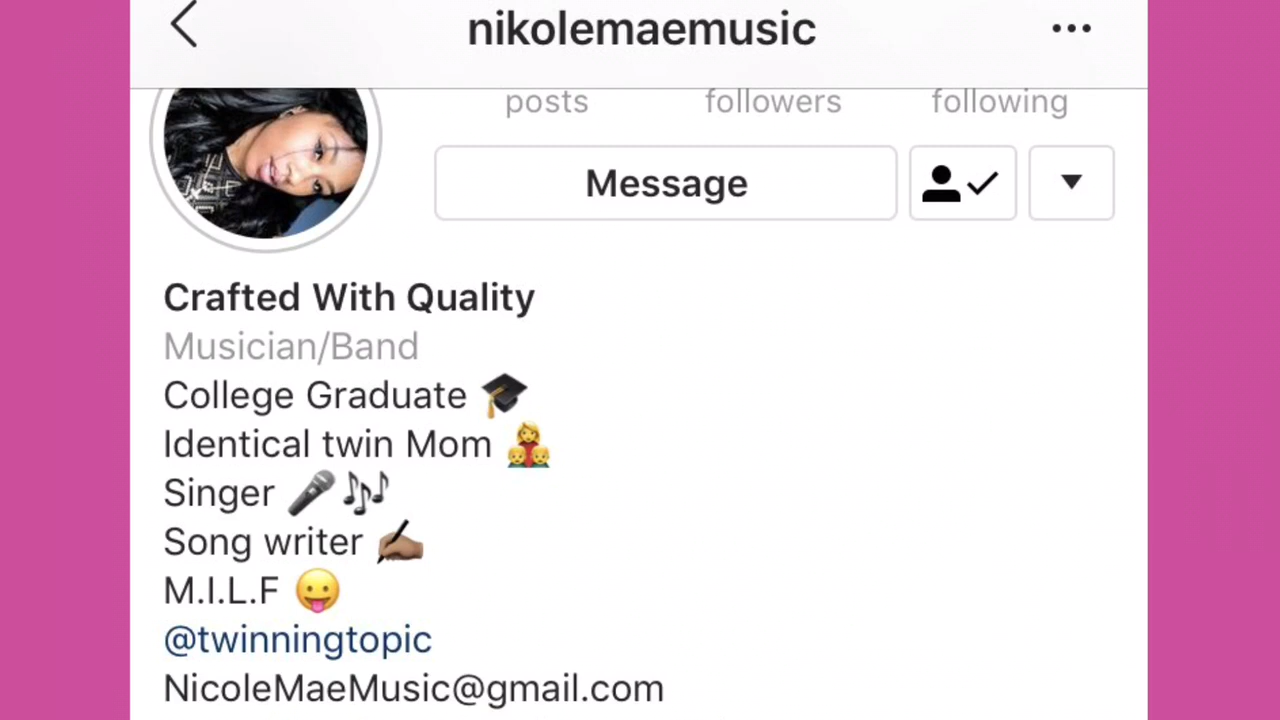 nikolemaemusic
posts followers following
Message
Crafted With Quality
Musician/Band
College Graduate 🎓
Identical twin Mom 👩‍👦‍👦
Singer 🎤🎶
Song writer ✍🏽
M.I.L.F 😛
@twinningtopic
NicoleMaeMusic@gmail.com